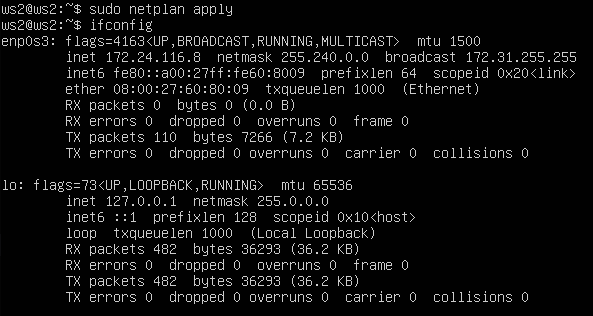 ws2@ws2:~$ sudo netplan apply
ws2@ws2:~$ ifconfig
enp0s3: flags=4163<UP,BROADCAST,RUNNING,MULTICAST>  mtu 1500
        inet 172.24.116.8  netmask 255.240.0.0  broadcast 172.31.255.255
        inet6 fe80::a00:27ff:fe60:8009  prefixlen 64  scopeid 0x20<link>
        ether 08:00:27:60:80:09  txqueuelen 1000  (Ethernet)
        RX packets 0  bytes 0 (0.0 B)
        RX errors 0  dropped 0  overruns 0  frame 0
        TX packets 110  bytes 7266 (7.2 KB)
        TX errors 0  dropped 0 overruns 0  carrier 0  collisions 0

lo: flags=73<UP,LOOPBACK,RUNNING>  mtu 65536
        inet 127.0.0.1  netmask 255.0.0.0
        inet6 ::1  prefixlen 128  scopeid 0x10<host>
        loop  txqueuelen 1000  (Local Loopback)
        RX packets 482  bytes 36293 (36.2 KB)
        RX errors 0  dropped 0  overruns 0  frame 0
        TX packets 482  bytes 36293 (36.2 KB)
        TX errors 0  dropped 0 overruns 0  carrier 0  collisions 0